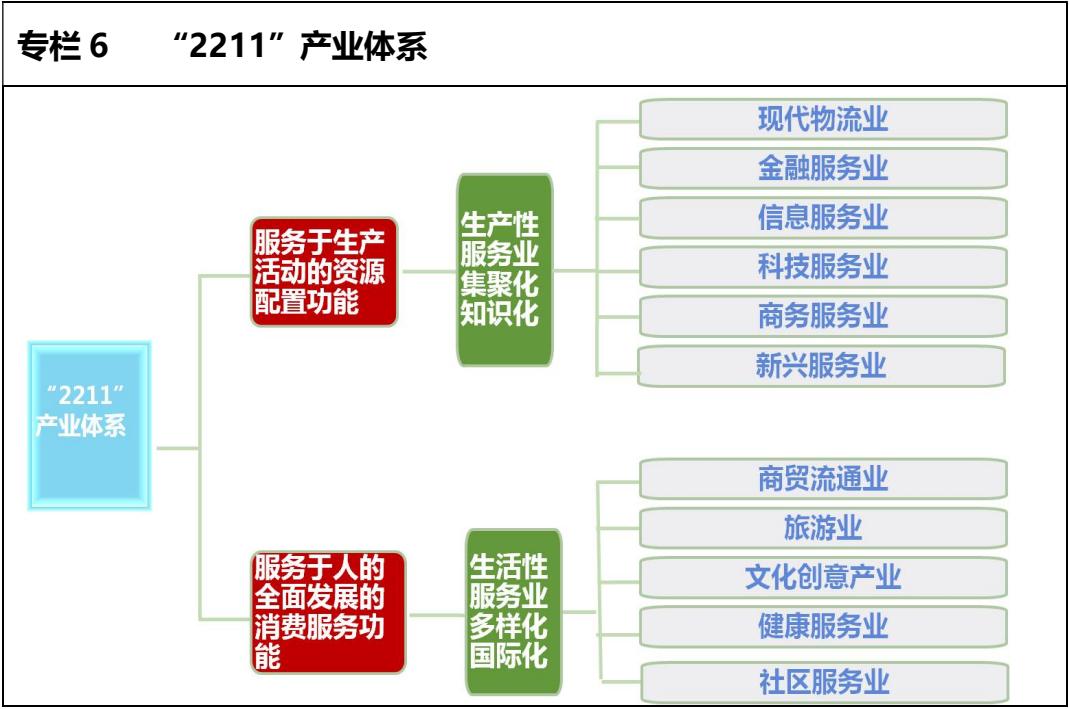 专栏 6 “2211”产业体系
“2211”
产业体系
服务于生产
活动的资源
配置功能
生产性
服务业
集聚化
知识化
现代物流业
金融服务业
信息服务业
科技服务业
商务服务业
新兴服务业
服务于人的
全面发展的
消费服务功
能
生活性
服务业
多样化
国际化
商贸流通业
旅游业
文化创意产业
健康服务业
社区服务业